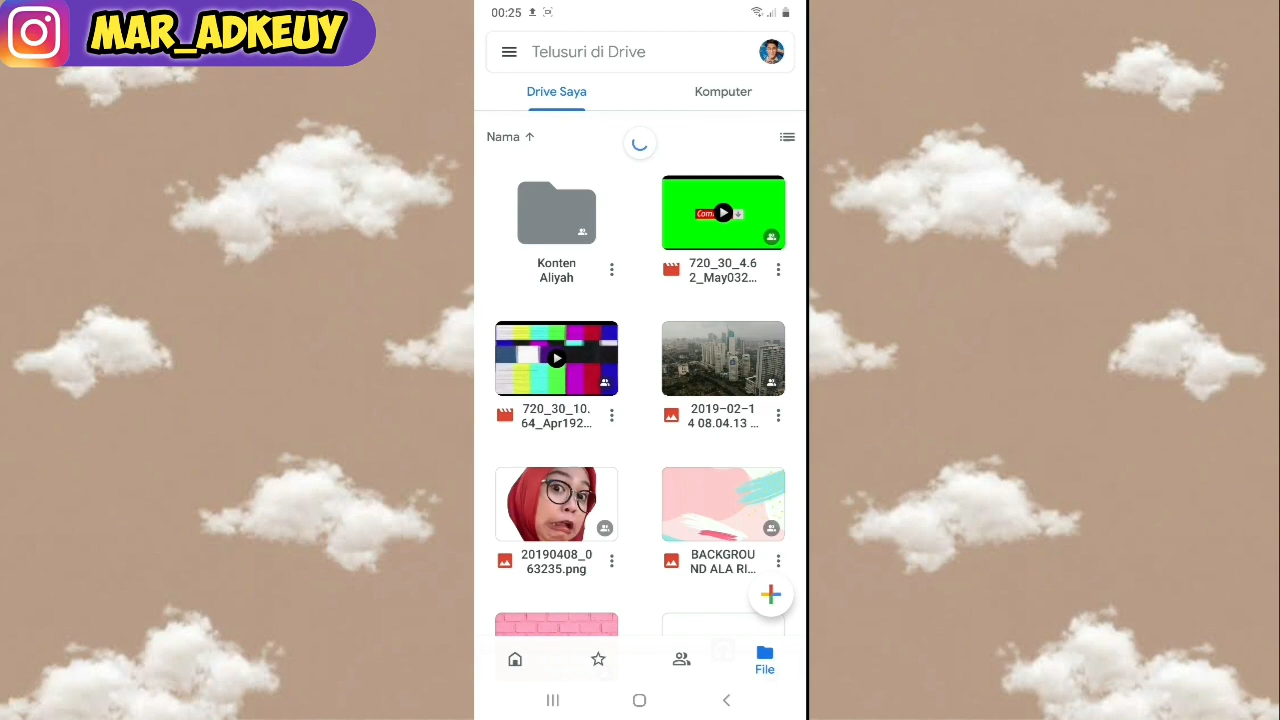 MAR_ADKEUY
00:25
Telusuri di Drive
Drive Saya
Komputer
Nama
Konten
Aliyah
720_30_4.6
2_May032...
720_30_10.
64_Apr192...
2019-02-1
4 08.04.13 ...
20190408_0
63235.png
BACKGROU
ND ALA RI...
File